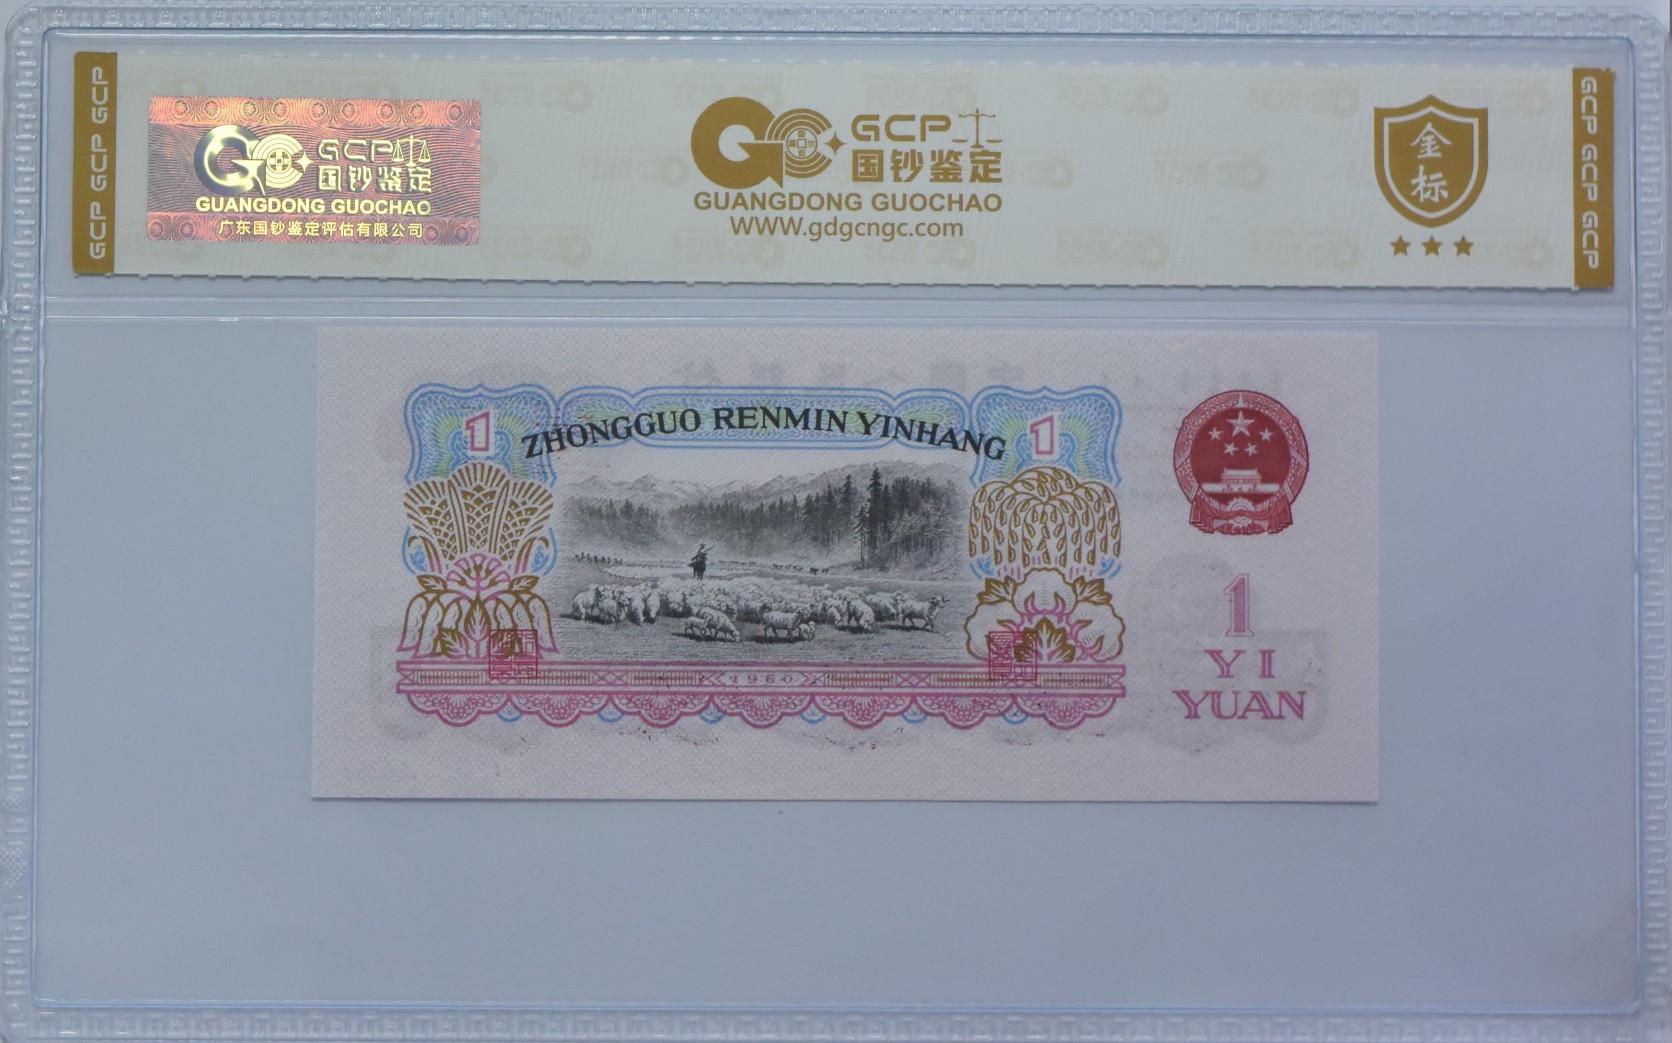 GCP GCP GCP
GCP
国钞鉴定
GUANGDONG GUOCHAO
广东国钞鉴定评估有限公司
GCP
国钞鉴定
GUANGDONG GUOCHAO
WWW.gdgcngc.com
金
标
GCP GCP GCP
1
ZHONGGUO RENMIN YINHANG
1
1960
1
YI
YUAN